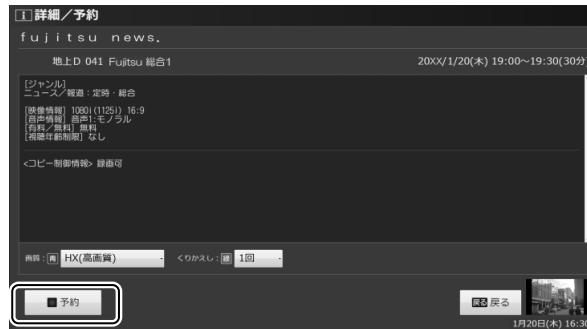 i 詳細／予約
fujitsu news.
地上D 041 Fujitsu 総合1 20XX/1/20(木) 19:00～19:30(30分)
[ジャンル]
ニュース／報道：定時・総合
[映像情報] 1080i(1125i) 16:9
[音声情報] 音声1:モノラル
[有料／無料] 無料
[視聴年齢制限] なし
<コピー制御情報> 録画可
画質：青 HX(高画質) くりかえし：緑 1回
予約 戻る 戻る
1月20日(木) 16:30